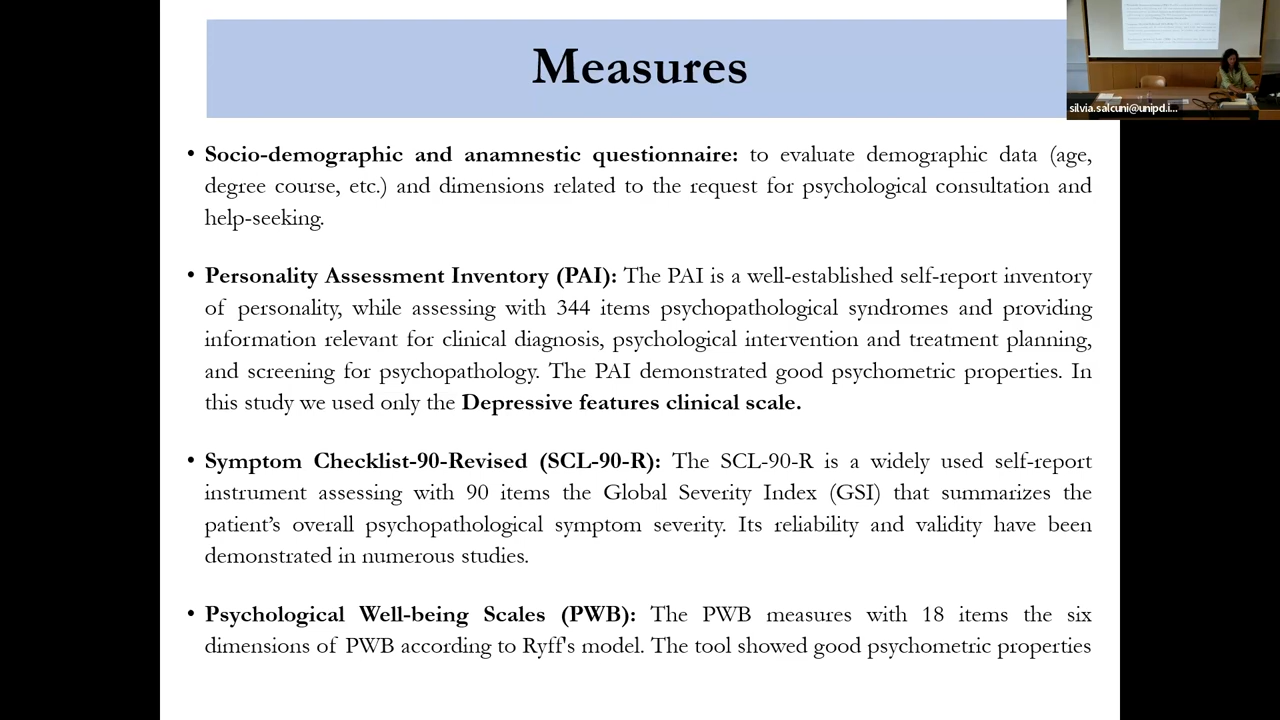 Measures
silvia.salcuni@unipd.i...
• Socio-demographic and anamnestic questionnaire: to evaluate demographic data (age,
degree course, etc.) and dimensions related to the request for psychological consultation and
help-seeking.
• Personality Assessment Inventory (PAI): The PAI is a well-established self-report inventory
of personality, while assessing with 344 items psychopathological syndromes and providing
information relevant for clinical diagnosis, psychological intervention and treatment planning,
and screening for psychopathology. The PAI demonstrated good psychometric properties. In
this study we used only the Depressive features clinical scale.
• Symptom Checklist-90-Revised (SCL-90-R): The SCL-90-R is a widely used self-report
instrument assessing with 90 items the Global Severity Index (GSI) that summarizes the
patient’s overall psychopathological symptom severity. Its reliability and validity have been
demonstrated in numerous studies.
• Psychological Well-being Scales (PWB): The PWB measures with 18 items the six
dimensions of PWB according to Ryff's model. The tool showed good psychometric properties